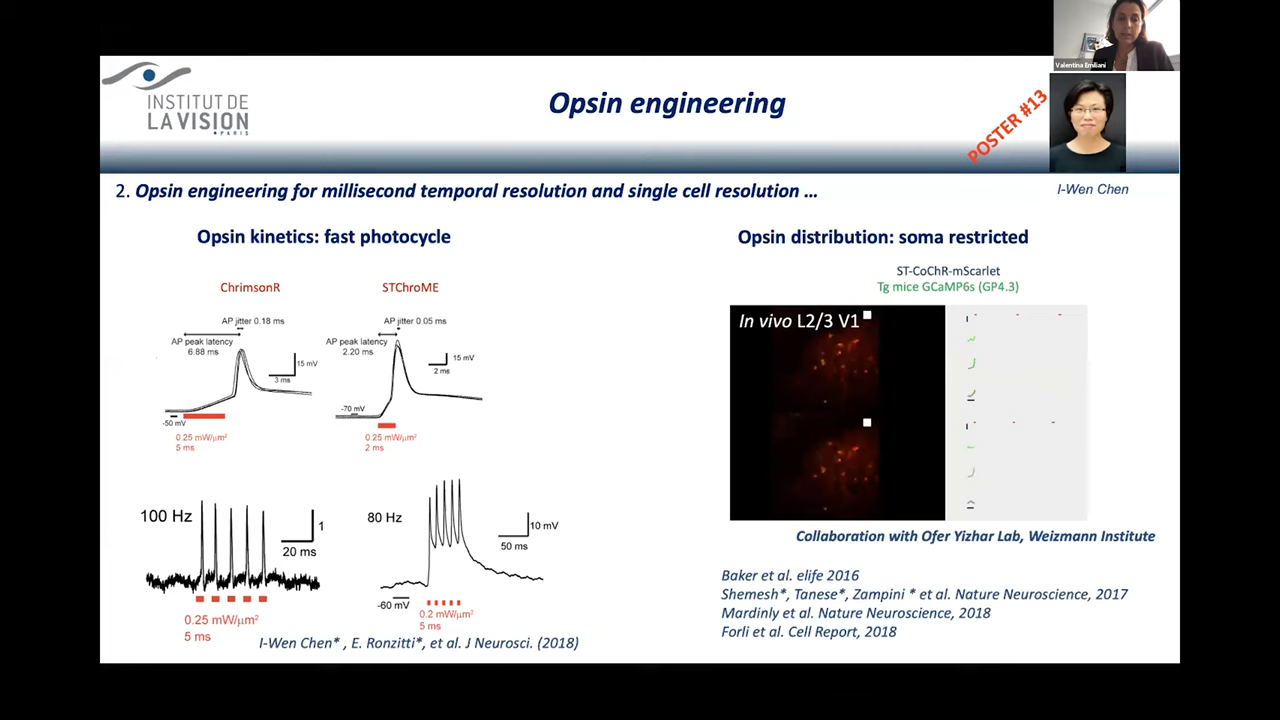 Valentina Emiliani
INSTITUT DE
LA VISION
PARIS
Opsin engineering
POSTER #13
I-Wen Chen
2. Opsin engineering for millisecond temporal resolution and single cell resolution ...
Opsin kinetics: fast photocycle
Opsin distribution: soma restricted
ChrimsonR
STChroME
ST-CoChR-mScarlet
Tg mice GCaMP6s (GP4.3)
AP jitter 0.18 ms
AP jitter 0.05 ms
AP peak latency
6.88 ms
AP peak latency
2.20 ms
15 mV
3 ms
15 mV
2 ms
-50 mV
-70 mV
0.25 mW/μm²
5 ms
0.25 mW/μm²
2 ms
In vivo L2/3 V1
100 Hz
1
20 ms
80 Hz
10 mV
50 ms
-60 mV
0.25 mW/μm²
5 ms
0.2 mW/μm²
5 ms
I-Wen Chen* , E. Ronzitti*, et al. J Neurosci. (2018)
Collaboration with Ofer Yizhar Lab, Weizmann Institute
Baker et al. elife 2016
Shemesh*, Tanese*, Zampini * et al. Nature Neuroscience, 2017
Mardinly et al. Nature Neuroscience, 2018
Forli et al. Cell Report, 2018